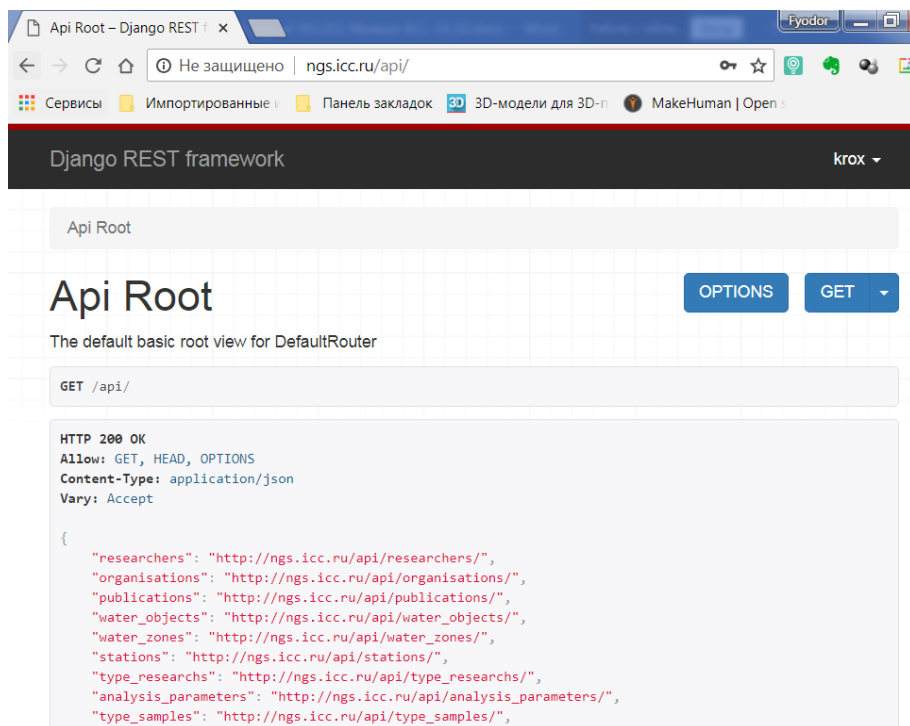 Api Root – Django REST f
Fyodor
Не защищено | ngs.icc.ru/api/
Сервисы Импортированные Панель закладок 3D 3D-модели для 3D-п MakeHuman | Open s
Django REST framework krox
Api Root
Api Root OPTIONS GET
The default basic root view for DefaultRouter
GET /api/
HTTP 200 OK
Allow: GET, HEAD, OPTIONS
Content-Type: application/json
Vary: Accept
{
"researchers": "http://ngs.icc.ru/api/researchers/",
"organisations": "http://ngs.icc.ru/api/organisations/",
"publications": "http://ngs.icc.ru/api/publications/",
"water_objects": "http://ngs.icc.ru/api/water_objects/",
"water_zones": "http://ngs.icc.ru/api/water_zones/",
"stations": "http://ngs.icc.ru/api/stations/",
"type_researchs": "http://ngs.icc.ru/api/type_researchs/",
"analysis_parameters": "http://ngs.icc.ru/api/analysis_parameters/",
"type_samples": "http://ngs.icc.ru/api/type_samples/",